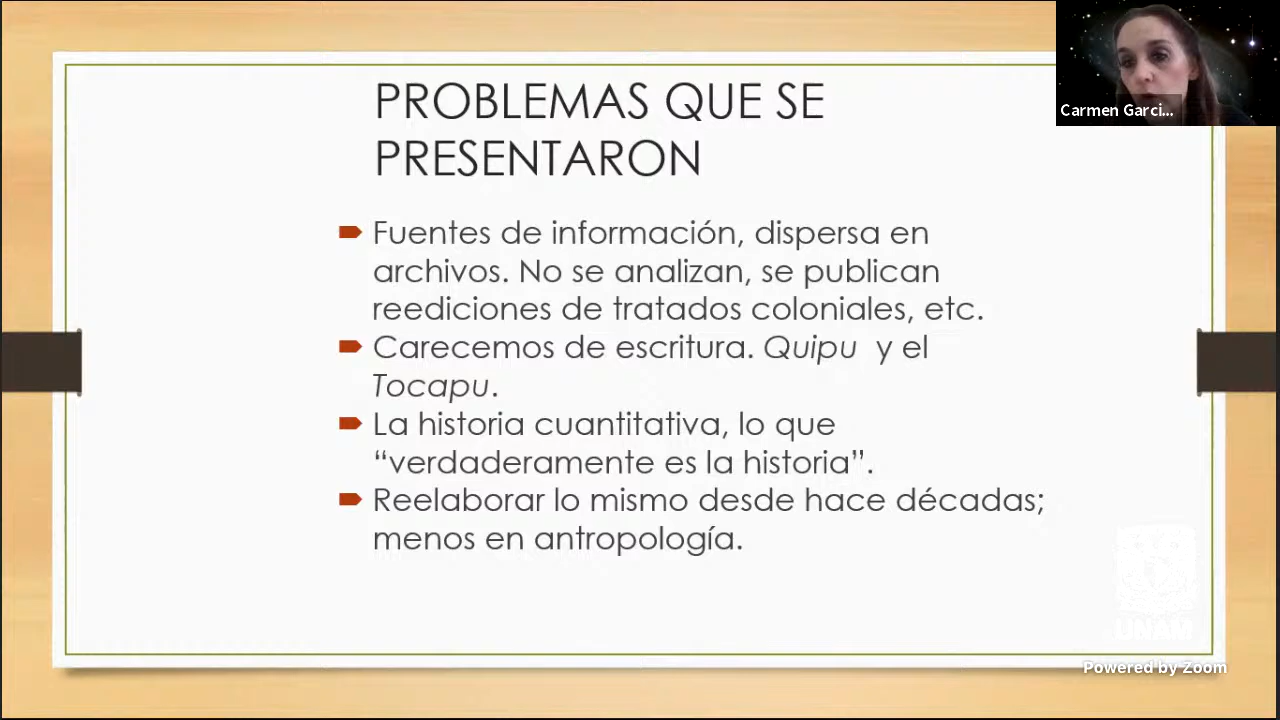 Carmen Garci...
PROBLEMAS QUE SE
PRESENTARON
Fuentes de información, dispersa en
archivos. No se analizan, se publican
reediciones de tratados coloniales, etc.
Carecemos de escritura. Quipu y el
Tocapu.
La historia cuantitativa, lo que
“verdaderamente es la historia”.
Reelaborar lo mismo desde hace décadas;
menos en antropología.
UNAM
Powered by Zoom